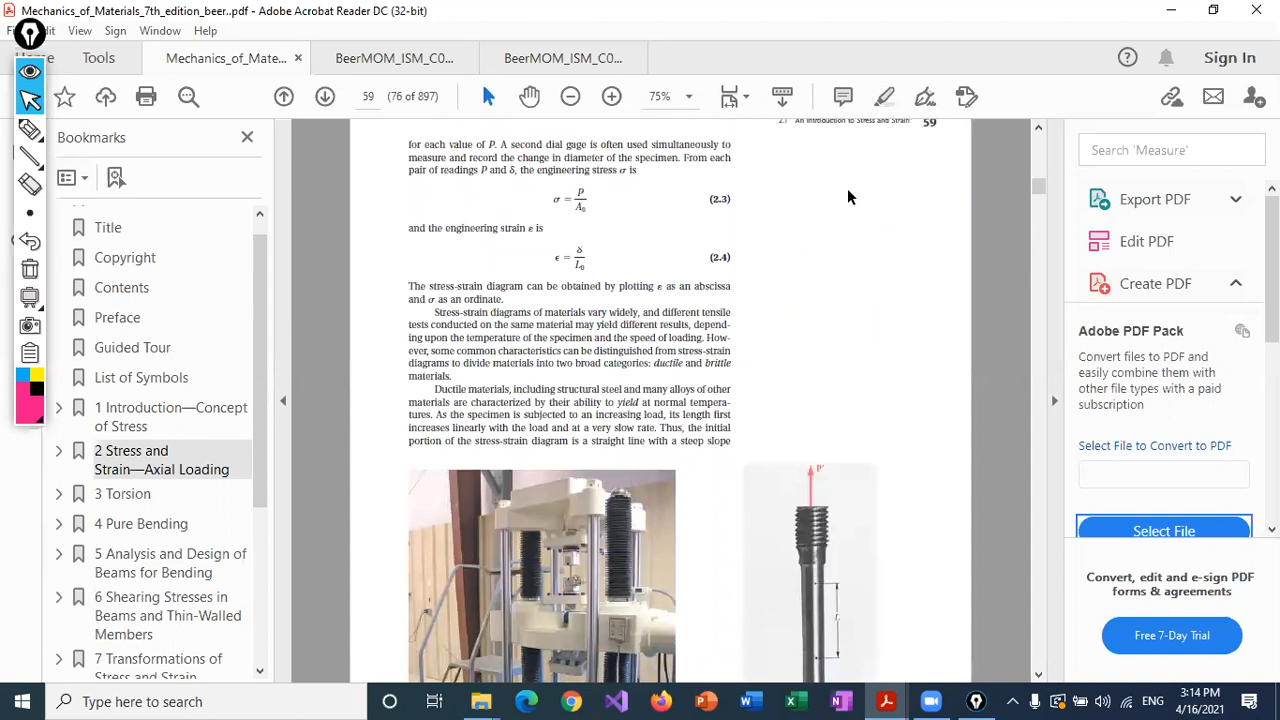 Mechanics_of_Materials_7th_edition_beer..pdf - Adobe Acrobat Reader DC (32-bit)
View Sign Window Help
Tools Mechanics_of_Mate... × BeerMOM_ISM_C0... BeerMOM_ISM_C0... Sign In
59 (76 of 897) 75%
Bookmarks
Title
Copyright
Contents
Preface
Guided Tour
List of Symbols
1 Introduction—Concept
of Stress
2 Stress and
Strain—Axial Loading
3 Torsion
4 Pure Bending
5 Analysis and Design of
Beams for Bending
6 Shearing Stresses in
Beams and Thin-Walled
Members
7 Transformations of
Stress and Strain
2.1 An Introduction to Stress and Strain 59
for each value of P. A second dial gage is often used simultaneously to
measure and record the change in diameter of the specimen. From each
pair of readings P and δ, the engineering stress σ is
σ = P/A₀ (2.3)
and the engineering strain ε is
ϵ = δ/L₀ (2.4)
The stress-strain diagram can be obtained by plotting ε as an abscissa
and σ as an ordinate.
Stress-strain diagrams of materials vary widely, and different tensile
tests conducted on the same material may yield different results, depend-
ing upon the temperature of the specimen and the speed of loading. How-
ever, some common characteristics can be distinguished from stress-strain
diagrams to divide materials into two broad categories: ductile and brittle
materials.
Ductile materials, including structural steel and many alloys of other
materials are characterized by their ability to yield at normal tempera-
tures. As the specimen is subjected to an increasing load, its length first
increases linearly with the load and at a very slow rate. Thus, the initial
portion of the stress-strain diagram is a straight line with a steep slope
Search 'Measure'
Export PDF
Edit PDF
Create PDF
Adobe PDF Pack
Convert files to PDF and
easily combine them with
other file types with a paid
subscription
Select File to Convert to PDF
Select File
Convert, edit and e-sign PDF
forms & agreements
Free 7-Day Trial
Type here to search
ENG
3:14 PM
4/16/2021